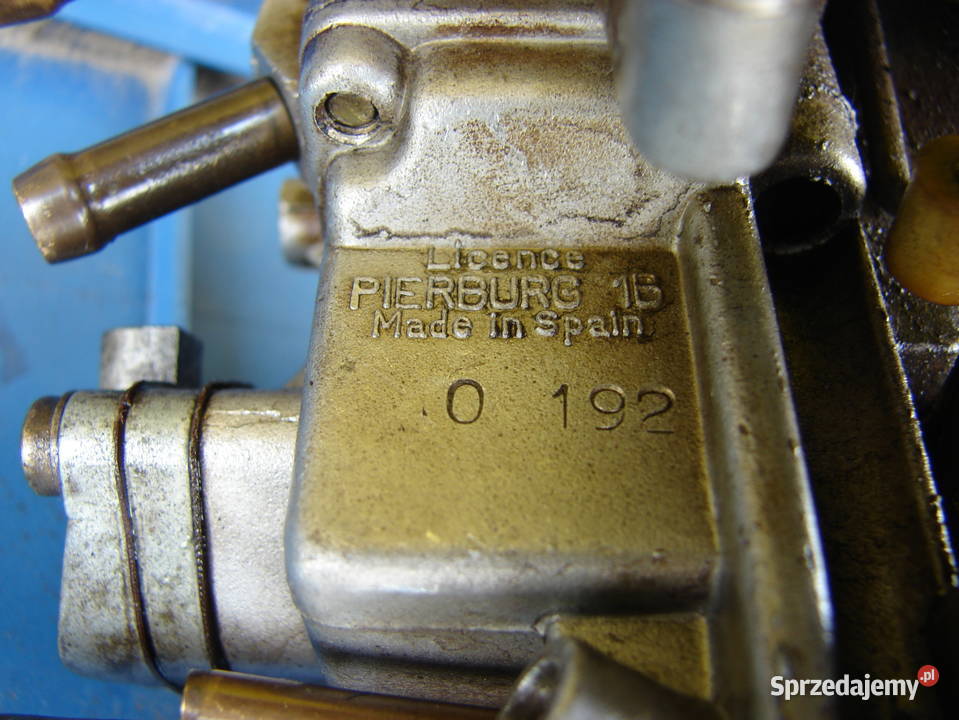 Licence
PIERBURG 1B
Made in Spain
0 192
Sprzedajemy.pl